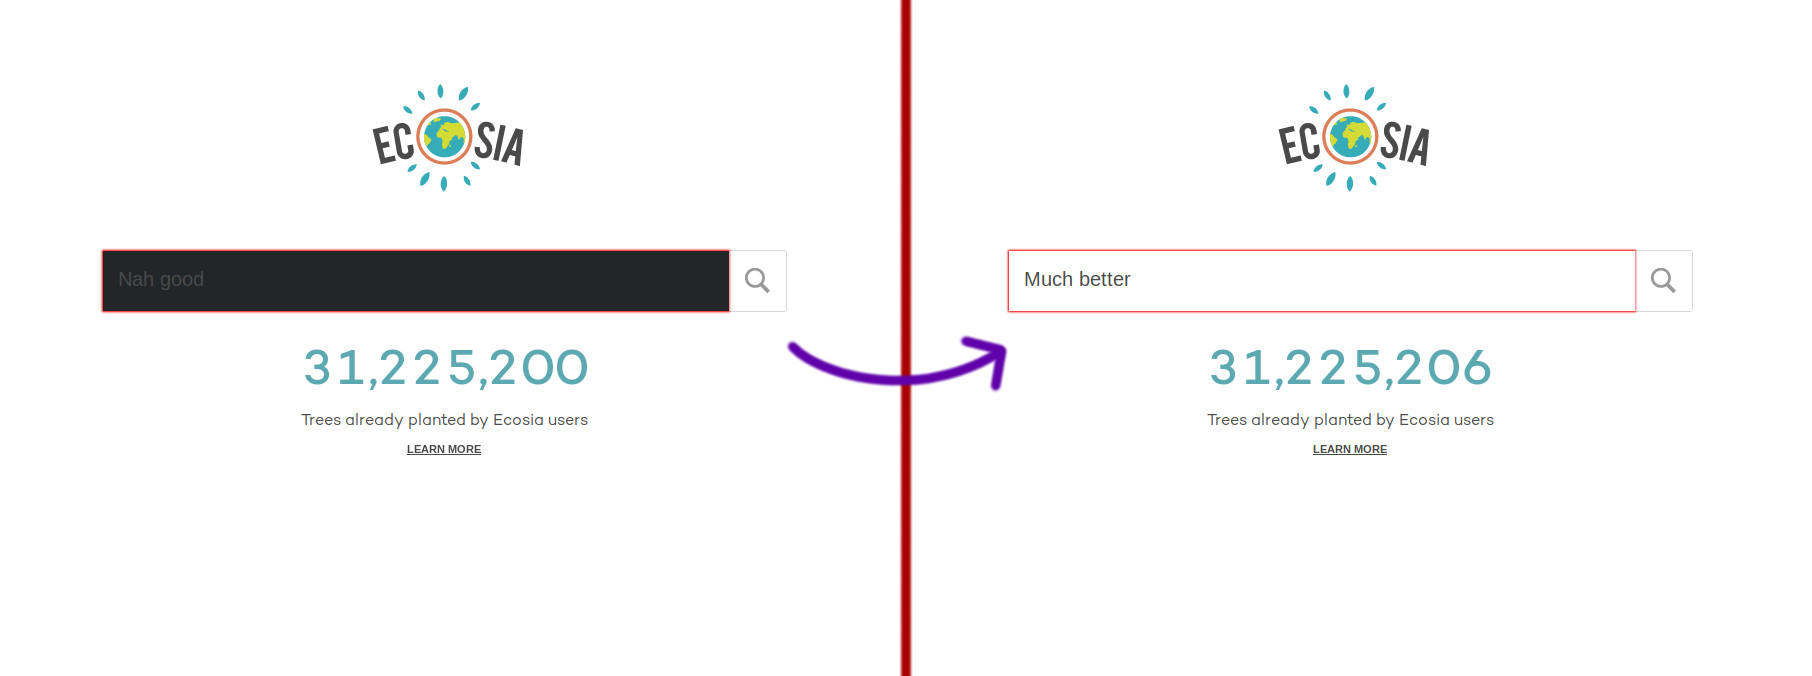 ECOSIA
Nah good
31,225,200
Trees already planted by Ecosia users
LEARN MORE
ECOSIA
Much better
31,225,206
Trees already planted by Ecosia users
LEARN MORE